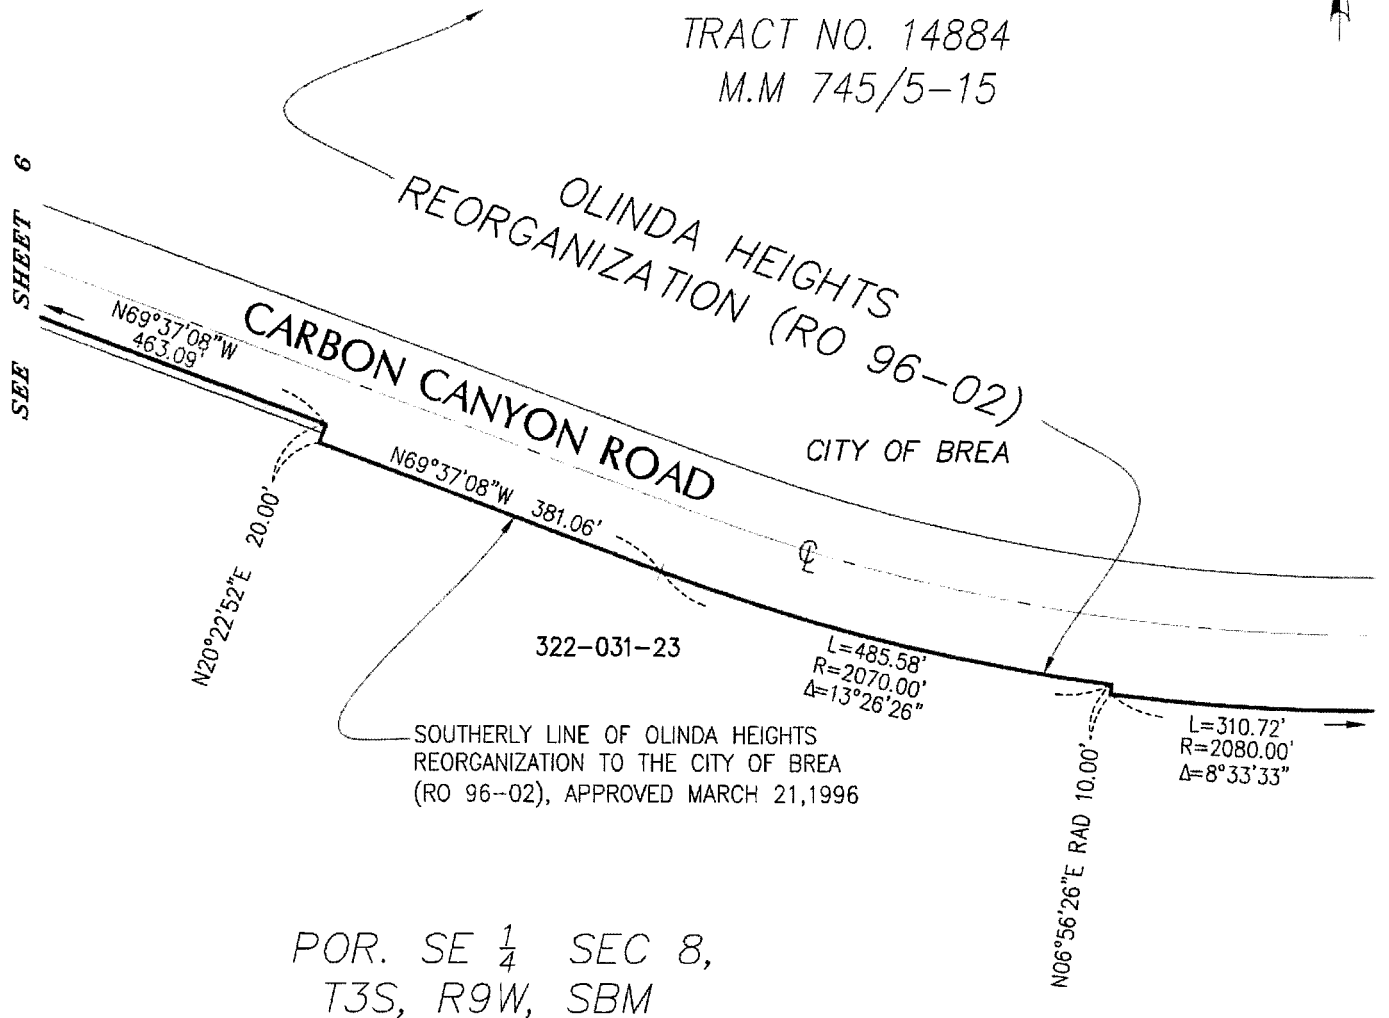 TRACT NO. 14884
M.M 745/5-15
SEE SHEET 6
OLINDA HEIGHTS
REORGANIZATION (RO 96-02)
CITY OF BREA
CARBON CANYON ROAD
N69°37'08"W
463.09'
N69°37'08"W 381.06'
℄
N20°22'52"E 20.00'
322-031-23
L=485.58'
R=2070.00'
Δ=13°26'26"
L=310.72'
R=2080.00'
Δ=8°33'33"
SOUTHERLY LINE OF OLINDA HEIGHTS
REORGANIZATION TO THE CITY OF BREA
(RO 96-02), APPROVED MARCH 21,1996
N06°56'26"E RAD 10.00'
POR. SE 1/4 SEC 8,
T3S, R9W, SBM